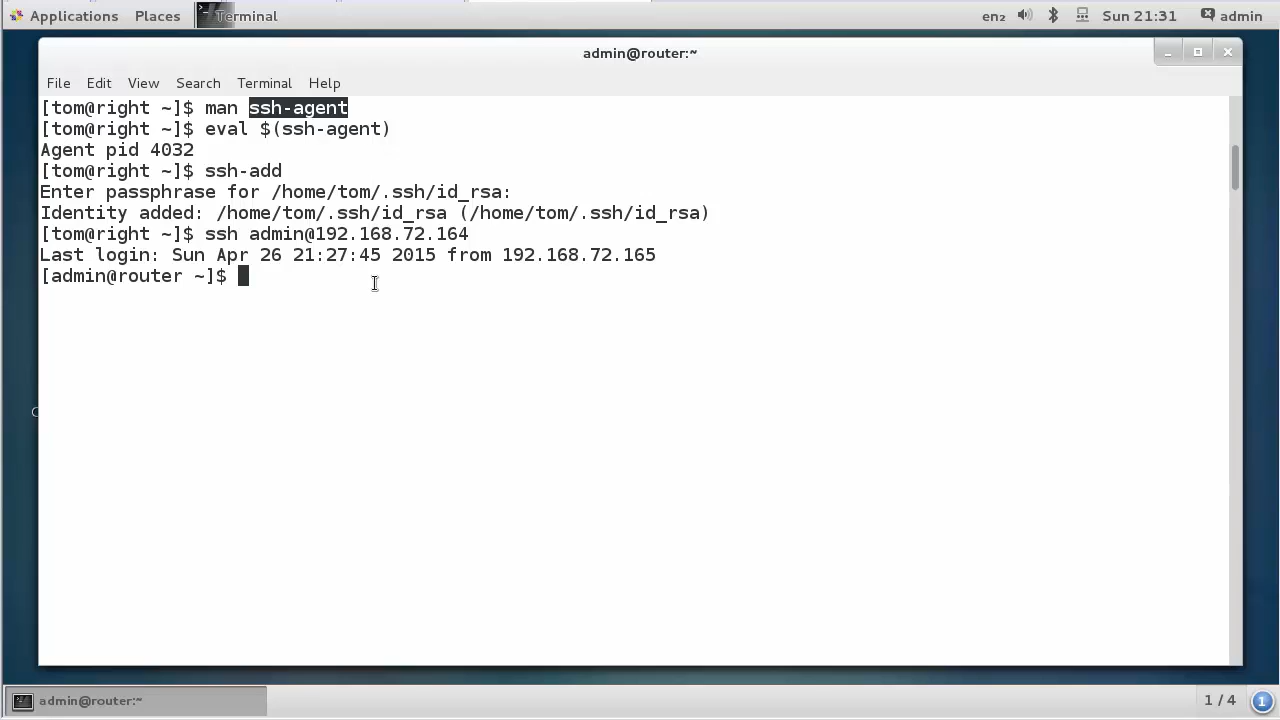 Applications Places Terminal en₂ Sun 21:31 admin
admin@router:~
File Edit View Search Terminal Help
[tom@right ~]$ man ssh-agent
[tom@right ~]$ eval $(ssh-agent)
Agent pid 4032
[tom@right ~]$ ssh-add
Enter passphrase for /home/tom/.ssh/id_rsa:
Identity added: /home/tom/.ssh/id_rsa (/home/tom/.ssh/id_rsa)
[tom@right ~]$ ssh admin@192.168.72.164
Last login: Sun Apr 26 21:27:45 2015 from 192.168.72.165
[admin@router ~]$
admin@router:~ 1 / 4 1